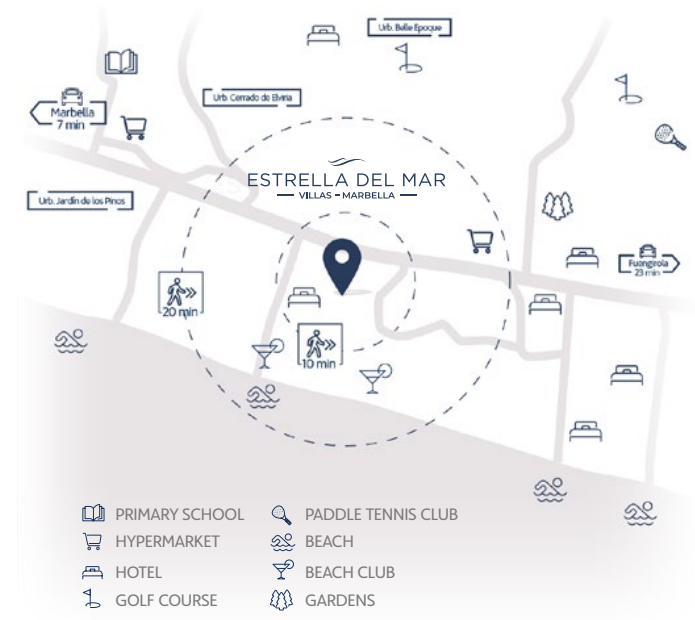 Urb. Belle Epoque
Urb. Cerrado de Elviria
Marbella
7 min
ESTRELLA DEL MAR
VILLAS - MARBELLA
Urb. Jardín de los Pinos
Fuengirola
23 min
20 min
10 min
PRIMARY SCHOOL
HYPERMARKET
HOTEL
GOLF COURSE
PADDLE TENNIS CLUB
BEACH
BEACH CLUB
GARDENS